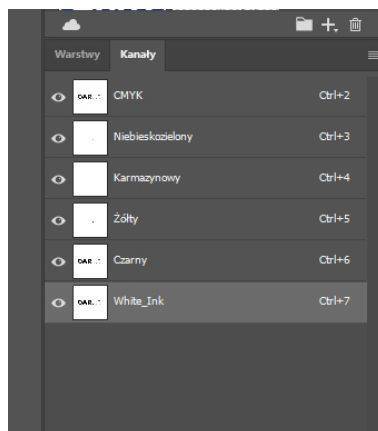 Warstwy Kanały
CMYK Ctrl+2
Niebieskozielony Ctrl+3
Karmazynowy Ctrl+4
Żółty Ctrl+5
Czarny Ctrl+6
White_Ink Ctrl+7